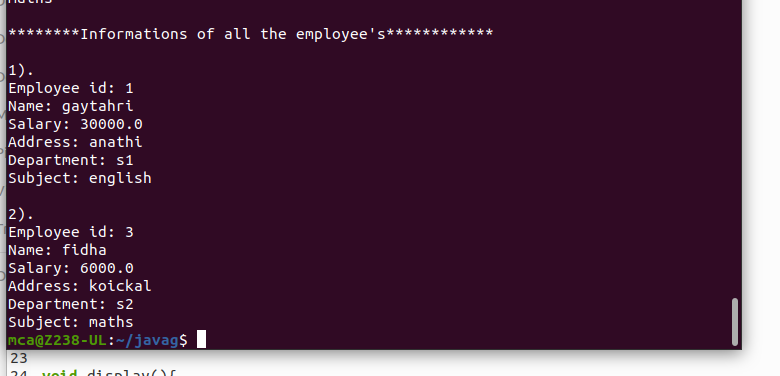 ********Informations of all the employee's************
1).
Employee id: 1
Name: gaytahri
Salary: 30000.0
Address: anathi
Department: s1
Subject: english
2).
Employee id: 3
Name: fidha
Salary: 6000.0
Address: koickal
Department: s2
Subject: maths
mca@Z238-UL:~/javag$
23
24 void display(){